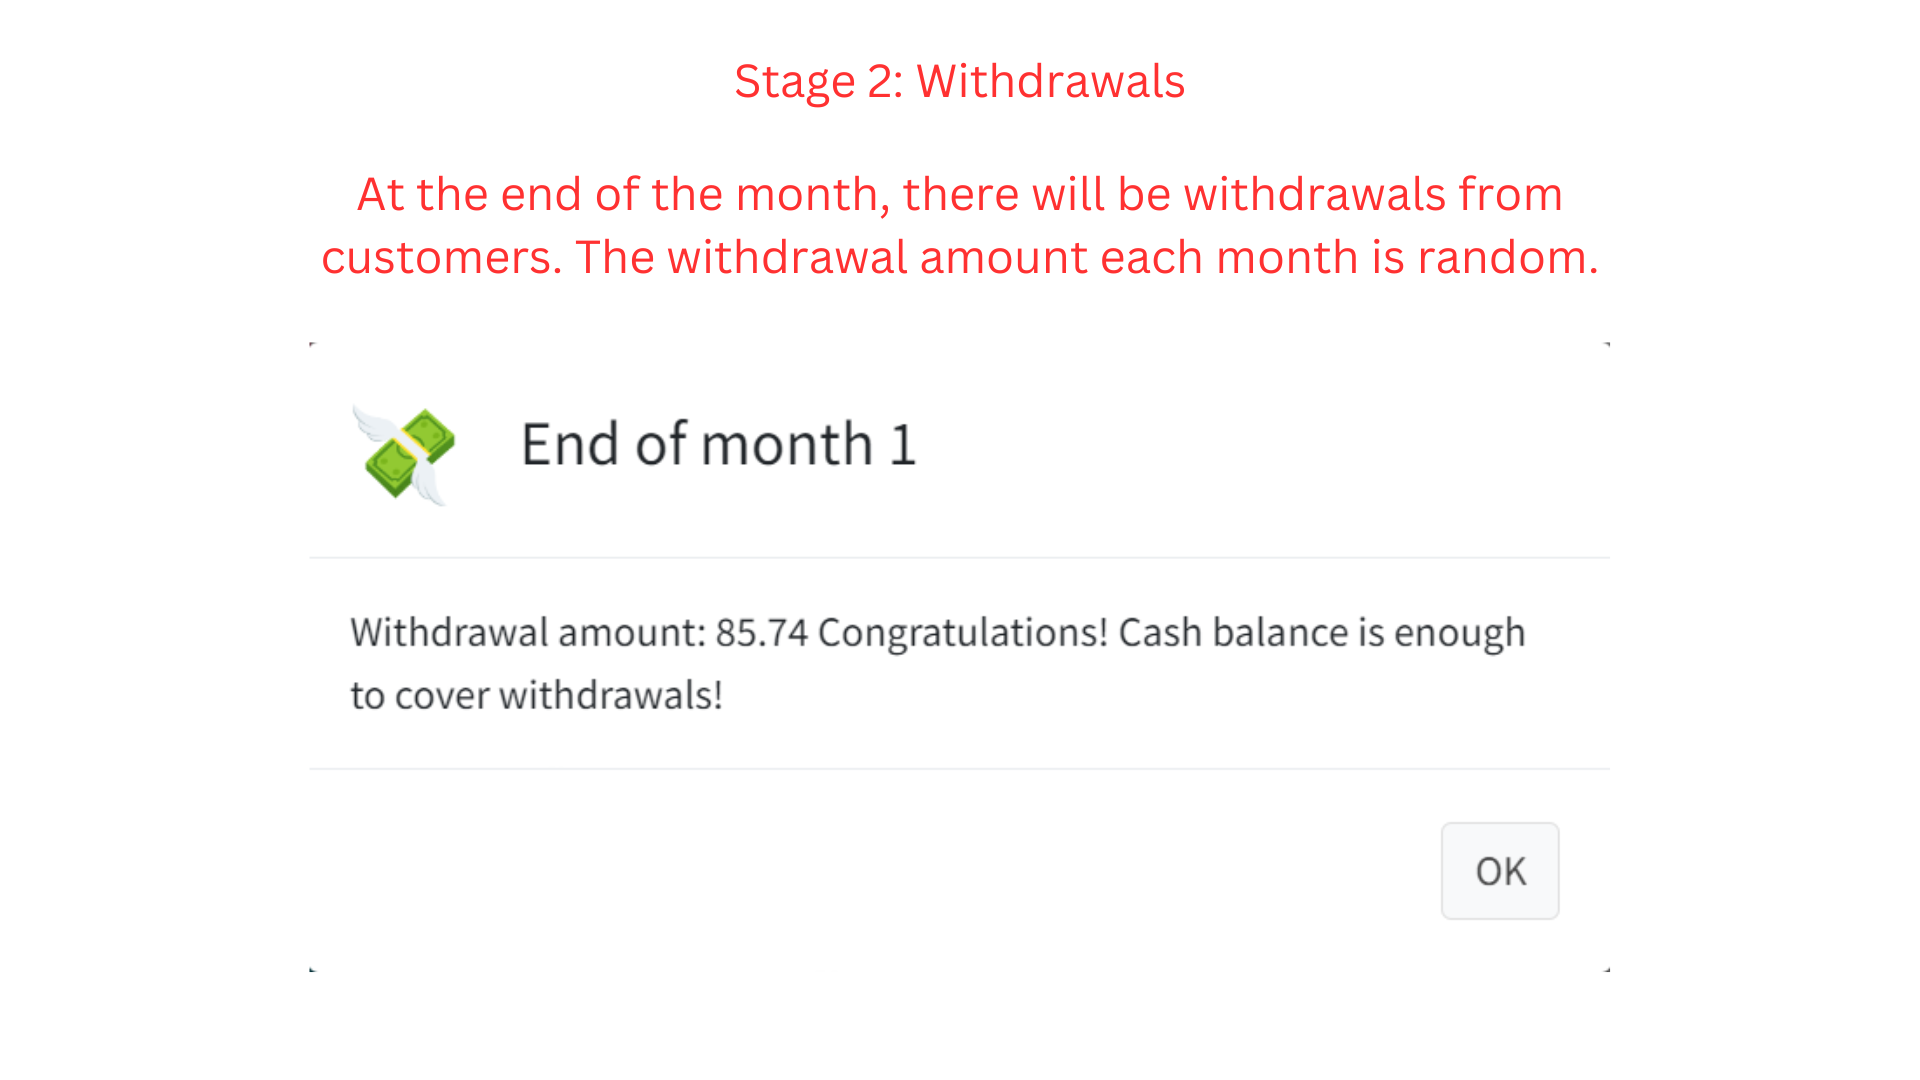 Stage 2: Withdrawals
At the end of the month, there will be withdrawals from
customers. The withdrawal amount each month is random.
End of month 1
Withdrawal amount: 85.74 Congratulations! Cash balance is enough
to cover withdrawals!
OK